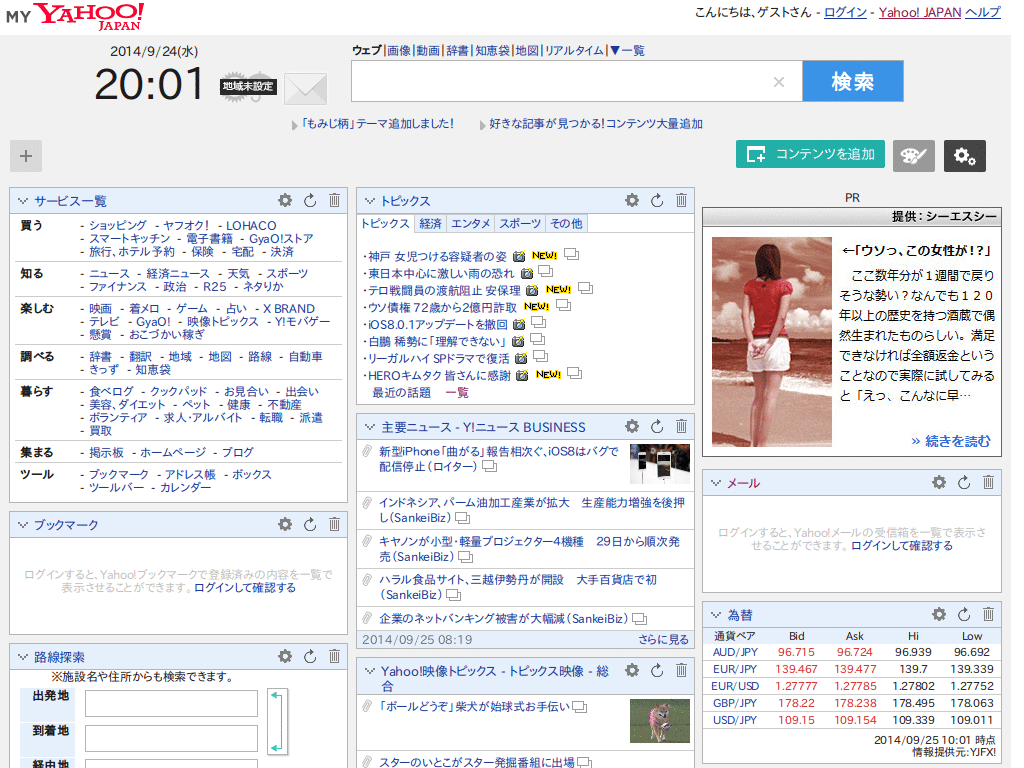 MY YAHOO! JAPAN
こんにちは、ゲストさん - ログイン - Yahoo! JAPAN ヘルプ
2014/9/24(水)
20:01
地域未設定
ウェブ|画像|動画|辞書|知恵袋|地図|リアルタイム|▼一覧
検索
「もみじ柄」テーマ追加しました!
好きな記事が見つかる!コンテンツ大量追加
コンテンツを追加
サービス一覧
買う
- ショッピング - ヤフオク! - LOHACO
- スマートキッチン - 電子書籍 - GyaO!ストア
- 旅行、ホテル予約 - 保険 - 宅配 - 決済
知る
- ニュース - 経済ニュース - 天気 - スポーツ
- ファイナンス - 政治 - R25 - ネタりか
楽しむ
- 映画 - 着メロ - ゲーム - 占い - X BRAND
- テレビ - GyaO! - 映像トピックス - Y!モバゲー
- 懸賞 - おこづかい稼ぎ
調べる
- 辞書 - 翻訳 - 地域 - 地図 - 路線 - 自動車
- きっず - 知恵袋
暮らす
- 食べログ - クックパッド - お見合い - 出会い
- 美容、ダイエット - ペット - 健康 - 不動産
- ボランティア - 求人・アルバイト - 転職 - 派遣
- 買取
集まる
- 掲示板 - ホームページ - ブログ
ツール
- ブックマーク - アドレス帳 - ボックス
- ツールバー - カレンダー
ブックマーク
ログインすると、Yahoo!ブックマークで登録済みの内容を一覧で
表示させることができます。ログインして確認する
路線探索
※施設名や住所からも検索できます。
出発地
到着地
経由地
トピックス
トピックス 経済 エンタメ スポーツ その他
・神戸 女児つける容疑者の姿 NEW!
・東日本中心に激しい雨の恐れ
・テロ戦闘員の渡航阻止 安保理 NEW!
・ウソ債権 72歳から2億円詐取 NEW!
・iOS8.0.1アップデートを撤回
・白鵬 稀勢に「理解できない」
・リーガルハイ SPドラマで復活
・HEROキムタク 皆さんに感謝 NEW!
最近の話題 一覧
主要ニュース - Y!ニュース BUSINESS
新型iPhone「曲がる」報告相次ぐ、iOS8はバグで
配信停止(ロイター)
インドネシア、パーム油加工産業が拡大 生産能力増強を後押
し(SankeiBiz)
キヤノンが小型・軽量プロジェクター4機種 29日から順次発
売(SankeiBiz)
ハラル食品サイト、三越伊勢丹が開設 大手百貨店で初
(SankeiBiz)
企業のネットバンキング被害が大幅減(SankeiBiz)
2014/09/25 08:19 さらに見る
Yahoo!映像トピックス - トピックス映像 - 総
合
「ボールどうぞ」柴犬が始球式お手伝い
スターのいとこがスター発掘番組に出場
PR
提供：シーエスシー
←「ウソっ、この女性が!?」
ここ数年分が１週間で戻り
そうな勢い？なんでも１２０
年以上の歴史を持つ酒蔵で偶
然生まれたものらしい。満足
できなければ全額返金という
ことなので実際に試してみる
と「えっ、こんなに早…
» 続きを読む
メール
ログインすると、Yahoo!メールの受信箱を一覧で表示さ
せることができます。ログインして確認する
為替
通貨ペア Bid Ask Hi Low
AUD/JPY 96.715 96.724 96.939 96.692
EUR/JPY 139.467 139.477 139.7 139.339
EUR/USD 1.27777 1.27785 1.27802 1.27752
GBP/JPY 178.22 178.238 178.495 178.063
USD/JPY 109.15 109.154 109.339 109.011
2014/09/25 10:01 時点
情報提供元:YJFX!